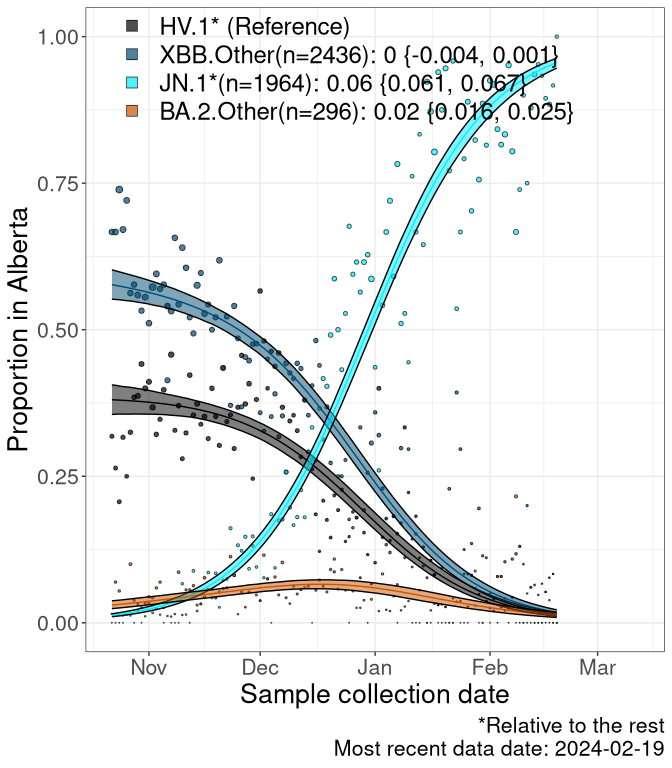 HV.1* (Reference)
XBB.Other(n=2436): 0 {-0.004, 0.001}
JN.1*(n=1964): 0.06 {0.061, 0.067}
BA.2.Other(n=296): 0.02 {0.016, 0.025}
1.00
0.75
0.50
0.25
0.00
Proportion in Alberta
Nov Dec Jan Feb Mar
Sample collection date
*Relative to the rest
Most recent data date: 2024-02-19